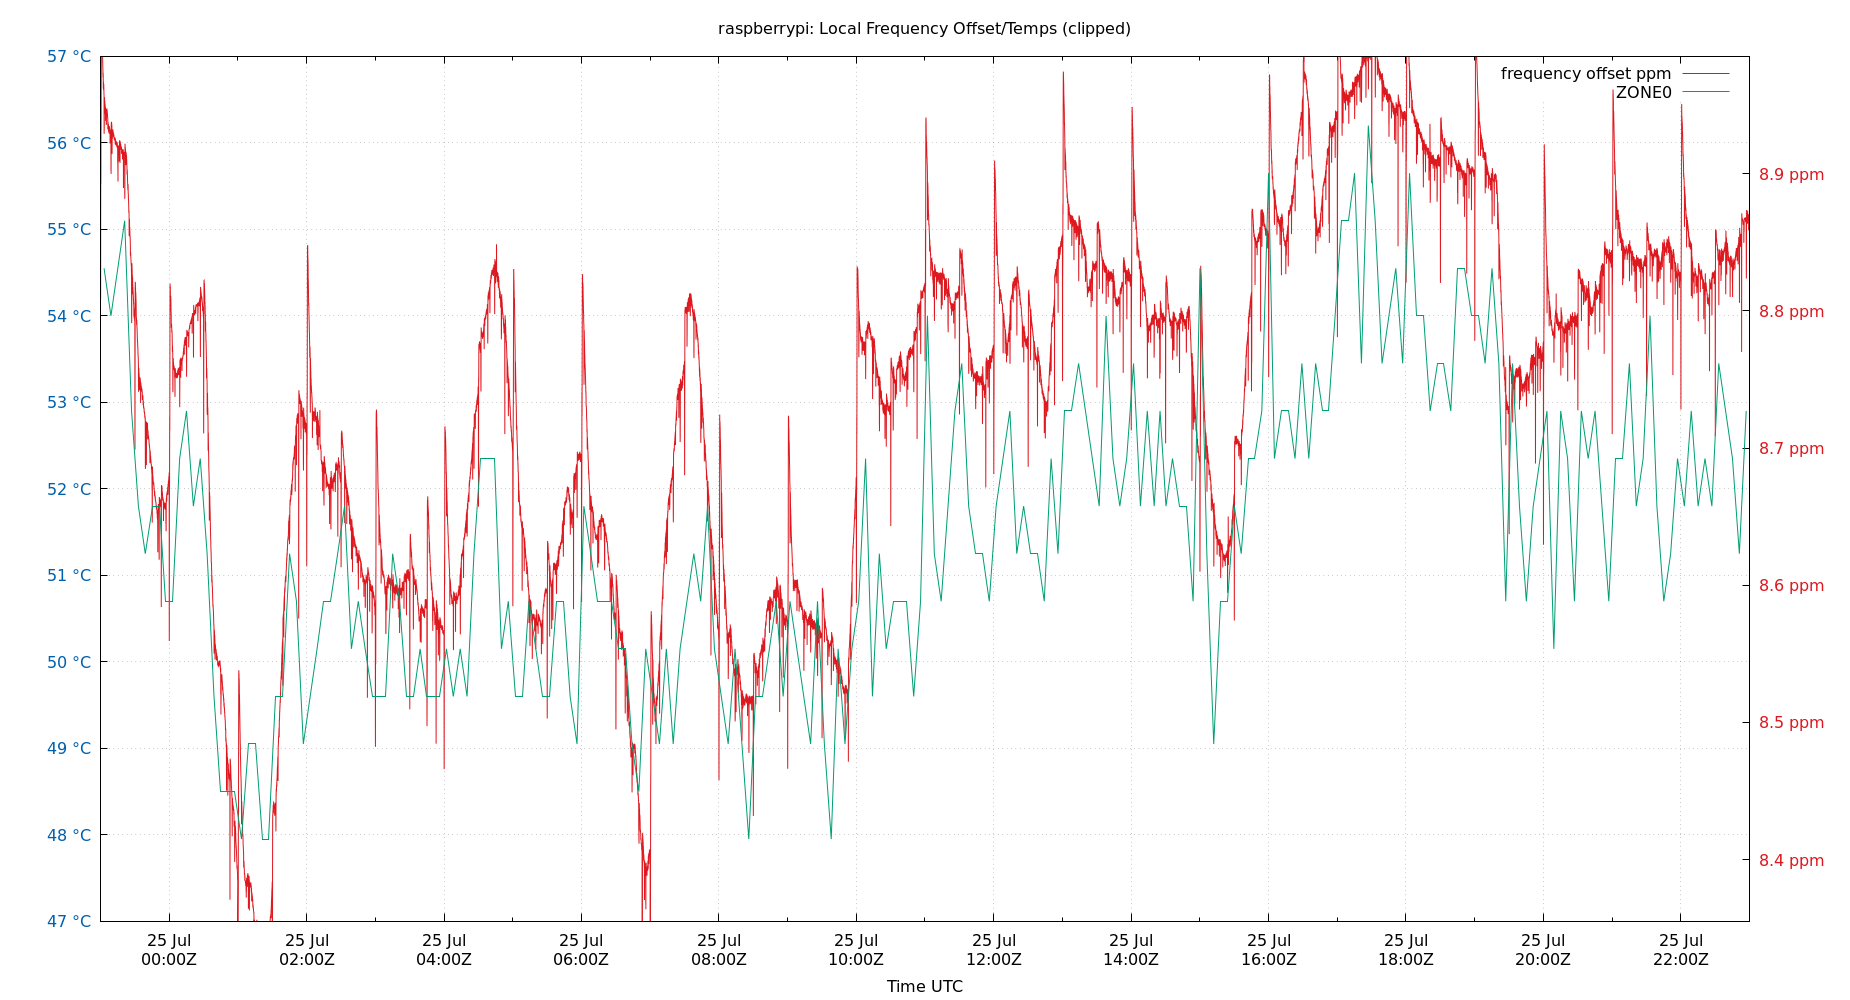 raspberrypi: Local Frequency Offset/Temps (clipped)
57 °C
56 °C
55 °C
54 °C
53 °C
52 °C
51 °C
50 °C
49 °C
48 °C
47 °C
frequency offset ppm
ZONE0
8.9 ppm
8.8 ppm
8.7 ppm
8.6 ppm
8.5 ppm
8.4 ppm
25 Jul 25 Jul 25 Jul 25 Jul 25 Jul 25 Jul 25 Jul 25 Jul 25 Jul 25 Jul 25 Jul 25 Jul
00:00Z 02:00Z 04:00Z 06:00Z 08:00Z 10:00Z 12:00Z 14:00Z 16:00Z 18:00Z 20:00Z 22:00Z
Time UTC